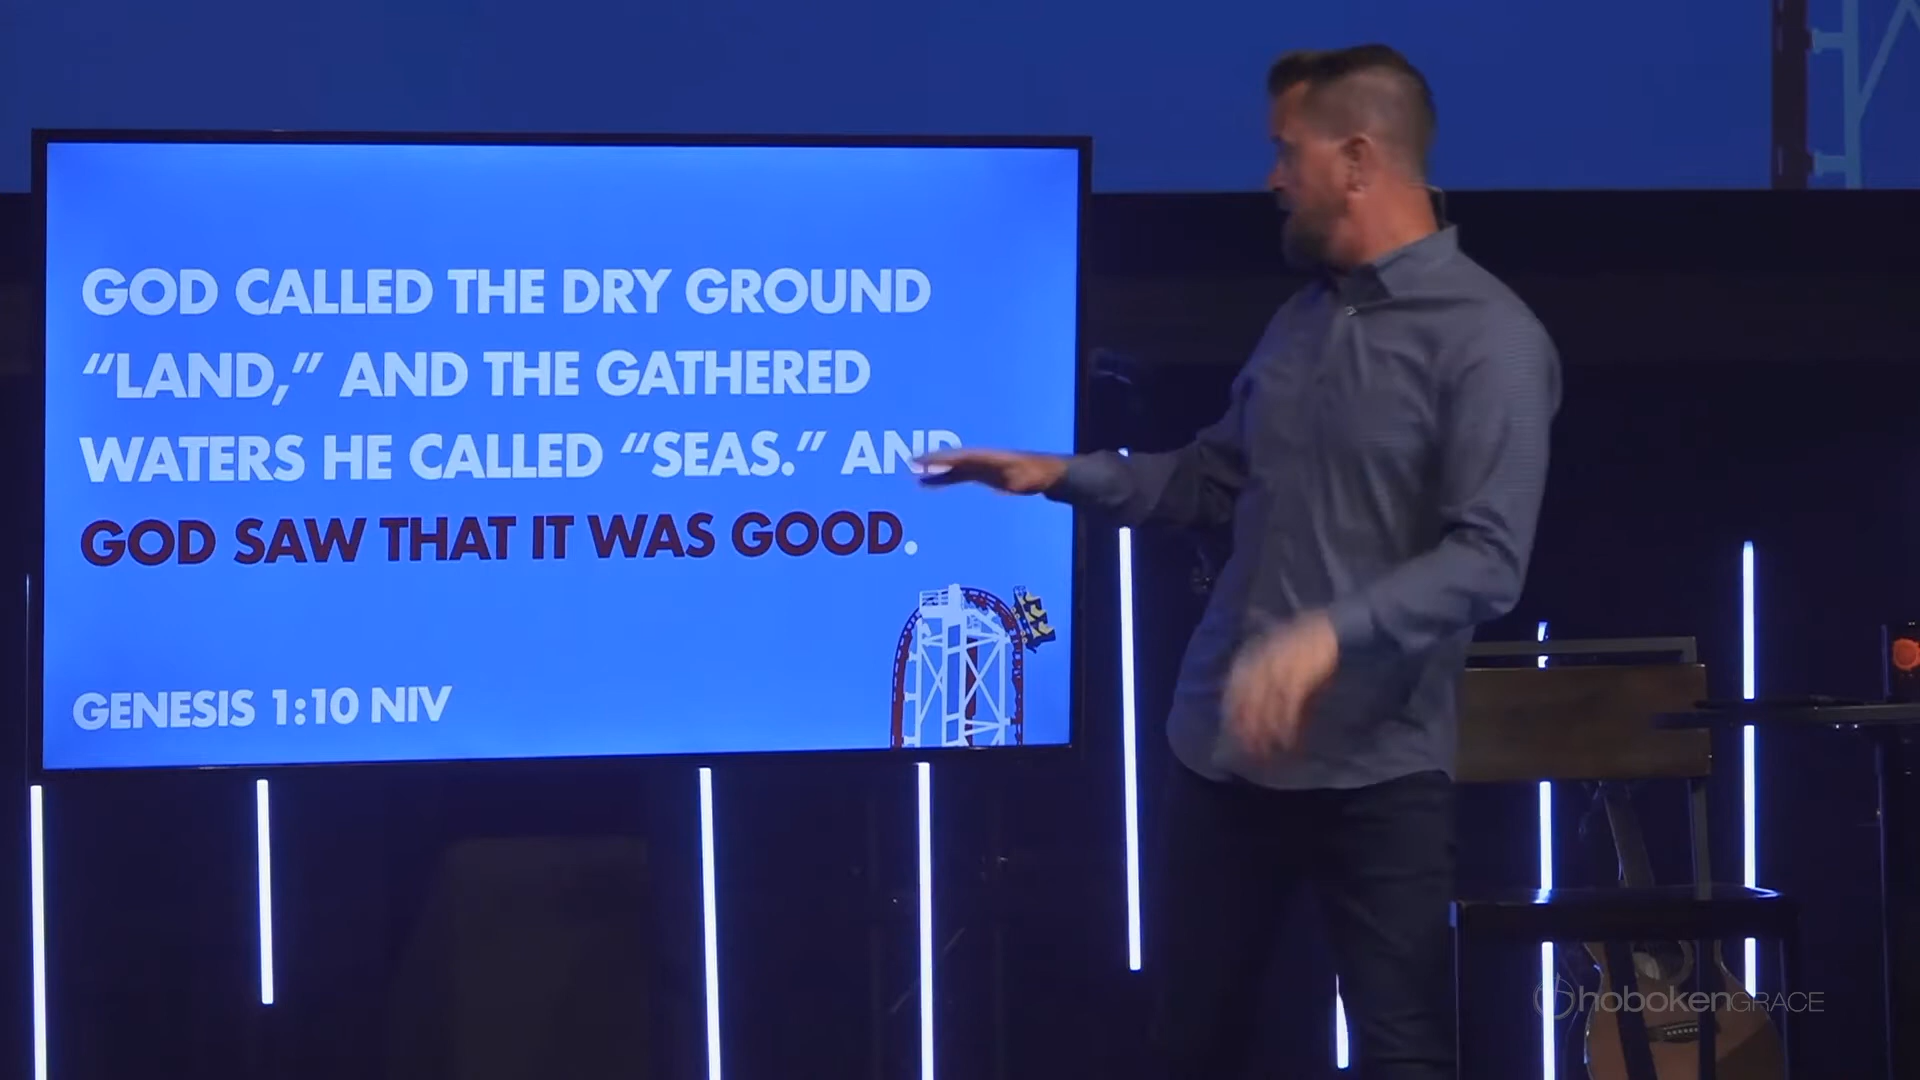 GOD CALLED THE DRY GROUND
“LAND,” AND THE GATHERED
WATERS HE CALLED “SEAS.” AND
GOD SAW THAT IT WAS GOOD.
GENESIS 1:10 NIV
hobokenGRACE